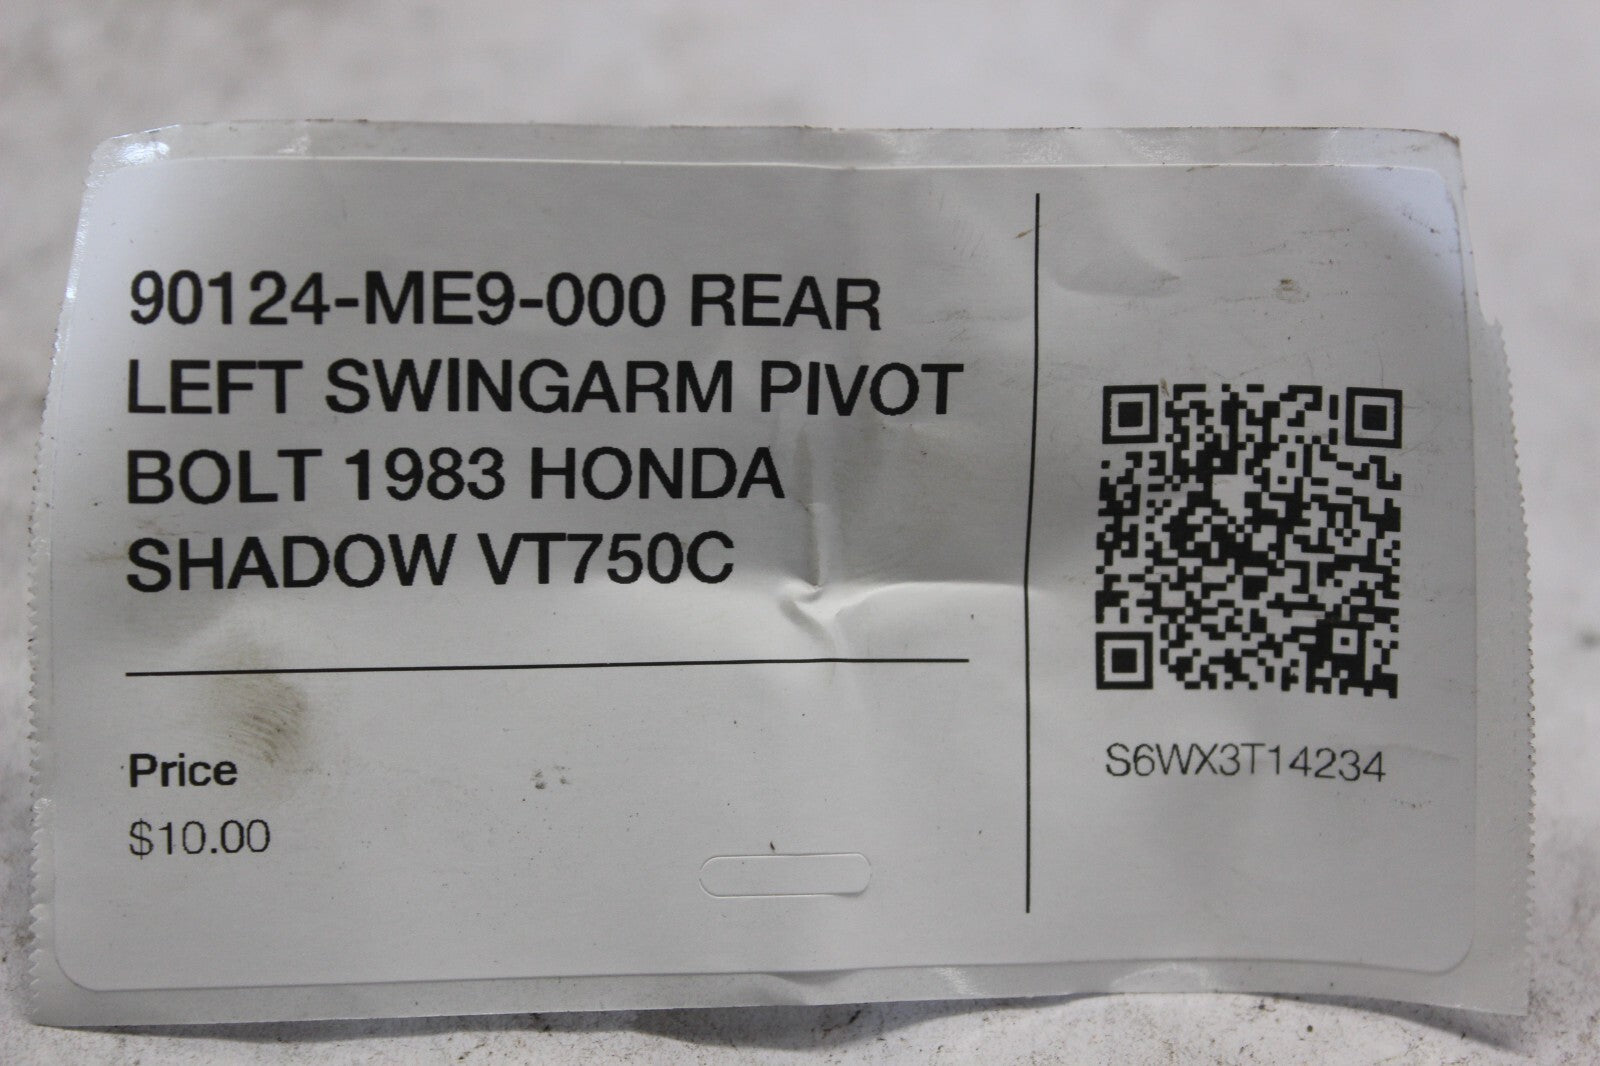 90124-ME9-000 REAR
LEFT SWINGARM PIVOT
BOLT 1983 HONDA
SHADOW VT750C
Price
$10.00
S6WX3T14234